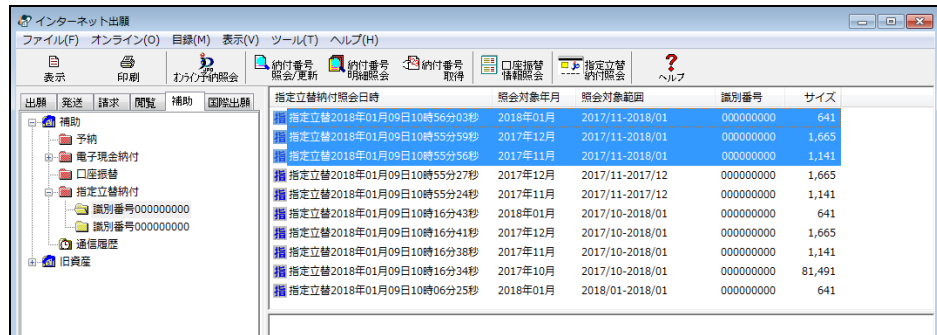 インターネット出願
ファイル(F) オンライン(O) 目録(M) 表示(V) ツール(T) ヘルプ(H)
表示 印刷 オンライン予納照会 納付番号照会/更新 納付番号明細照会 納付番号取得 口座振替情報照会 指定立替納付照会 ヘルプ
出願 発送 請求 閲覧 補助 国際出願
指定立替納付照会日時 照会対象年月 照会対象範囲 識別番号 サイズ
補助
予納
電子現金納付
口座振替
指定立替納付
識別番号000000000
識別番号000000000
通信履歴
旧資産
指 指定立替2018年01月09日10時56分03秒 2018年01月 2017/11-2018/01 000000000 641
指 指定立替2018年01月09日10時55分59秒 2017年12月 2017/11-2018/01 000000000 1,665
指 指定立替2018年01月09日10時55分56秒 2017年11月 2017/11-2018/01 000000000 1,141
指 指定立替2018年01月09日10時55分27秒 2017年12月 2017/11-2017/12 000000000 1,665
指 指定立替2018年01月09日10時55分24秒 2017年11月 2017/11-2017/12 000000000 1,141
指 指定立替2018年01月09日10時16分43秒 2018年01月 2017/10-2018/01 000000000 641
指 指定立替2018年01月09日10時16分41秒 2017年12月 2017/10-2018/01 000000000 1,665
指 指定立替2018年01月09日10時16分38秒 2017年11月 2017/10-2018/01 000000000 1,141
指 指定立替2018年01月09日10時16分34秒 2017年10月 2017/10-2018/01 000000000 81,491
指 指定立替2018年01月09日10時06分25秒 2018年01月 2018/01-2018/01 000000000 641